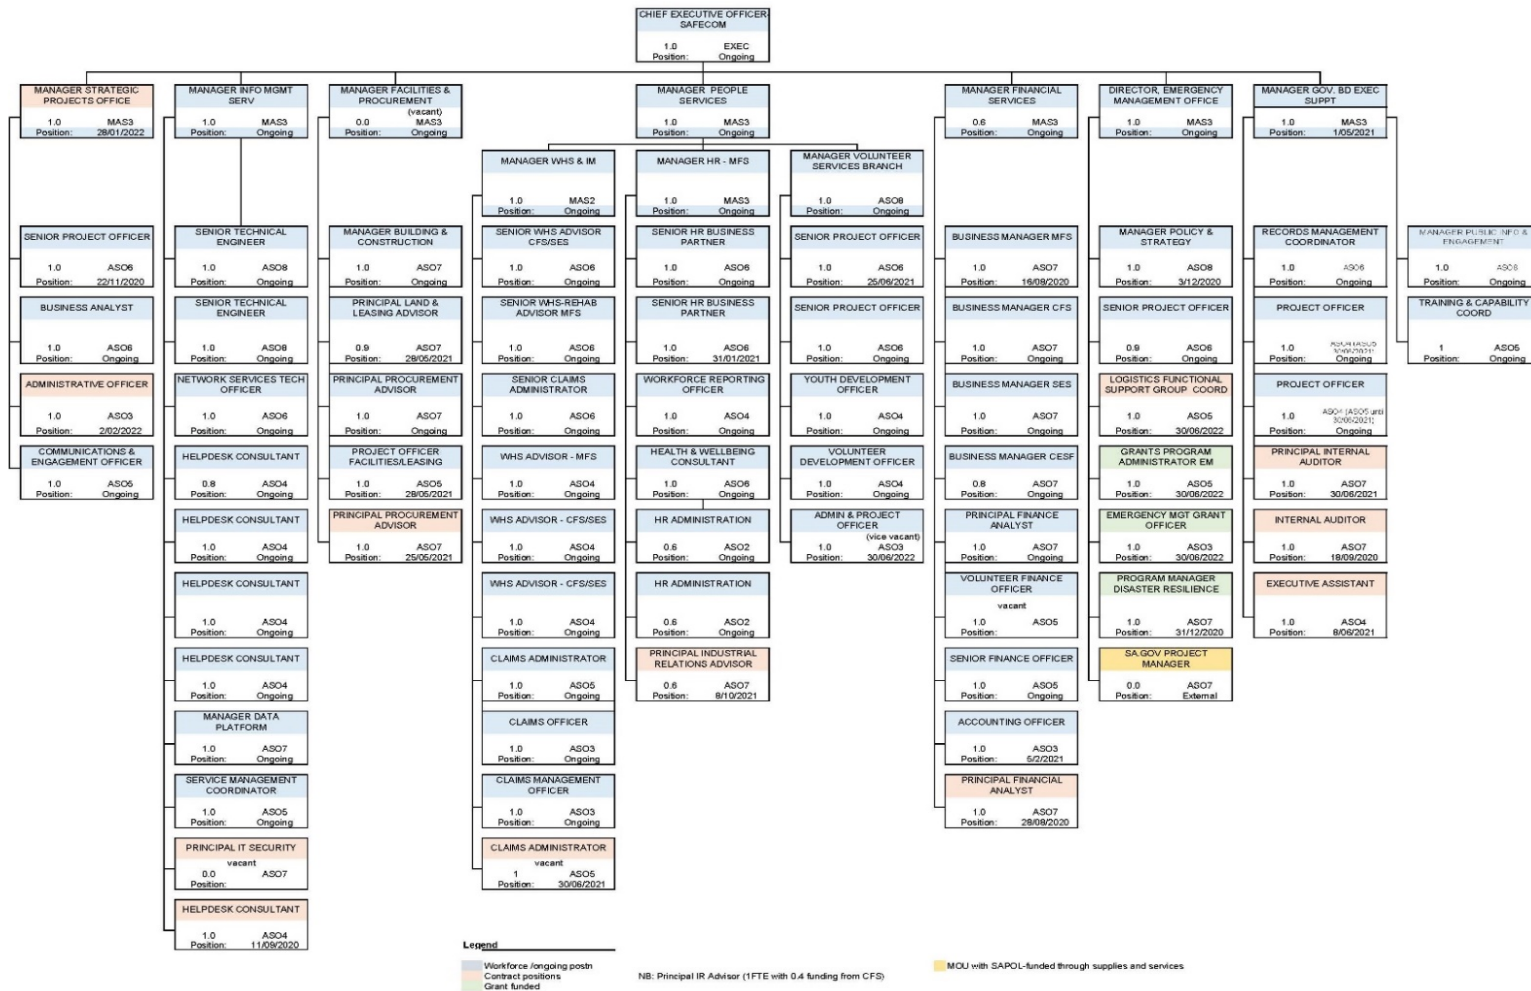 CHIEF EXECUTIVE OFFICER-
SAFECOM
1.0 EXEC
Position: Ongoing
MANAGER STRATEGIC
PROJECTS OFFICE
1.0 MAS3
Position: 28/01/2022
MANAGER INFO MGMT
SERV
1.0 MAS3
Position: Ongoing
MANAGER FACILITIES &
PROCUREMENT
(vacant)
0.0 MAS3
Position: Ongoing
MANAGER PEOPLE
SERVICES
1.0 MAS3
Position: Ongoing
MANAGER FINANCIAL
SERVICES
0.6 MAS3
Position: Ongoing
DIRECTOR, EMERGENCY
MANAGEMENT OFFICE
1.0 MAS3
Position: Ongoing
MANAGER GOV. BD EXEC
SUPPT
1.0 MAS3
Position: 1/05/2021
MANAGER WHS & IM
1.0 MAS2
Position: Ongoing
MANAGER HR - MFS
1.0 MAS3
Position: Ongoing
MANAGER VOLUNTEER
SERVICES BRANCH
1.0 ASO8
Position: Ongoing
SENIOR PROJECT OFFICER
1.0 ASO6
Position: 22/11/2020
BUSINESS ANALYST
1.0 ASO6
Position: Ongoing
ADMINISTRATIVE OFFICER
1.0 ASO3
Position: 2/02/2022
COMMUNICATIONS &
ENGAGEMENT OFFICER
1.0 ASO5
Position: Ongoing
SENIOR TECHNICAL
ENGINEER
1.0 ASO8
Position: Ongoing
SENIOR TECHNICAL
ENGINEER
1.0 ASO8
Position: Ongoing
NETWORK SERVICES TECH
OFFICER
1.0 ASO6
Position: Ongoing
HELPDESK CONSULTANT
0.8 ASO4
Position: Ongoing
HELPDESK CONSULTANT
1.0 ASO4
Position: Ongoing
HELPDESK CONSULTANT
1.0 ASO4
Position: Ongoing
HELPDESK CONSULTANT
1.0 ASO4
Position: Ongoing
MANAGER DATA
PLATFORM
1.0 ASO7
Position: Ongoing
SERVICE MANAGEMENT
COORDINATOR
1.0 ASO5
Position: Ongoing
PRINCIPAL IT SECURITY
vacant
0.0 ASO7
Position:
HELPDESK CONSULTANT
1.0 ASO4
Position: 11/09/2020
MANAGER BUILDING &
CONSTRUCTION
1.0 ASO7
Position: Ongoing
PRINCIPAL LAND &
LEASING ADVISOR
0.9 ASO7
Position: 28/05/2021
PRINCIPAL PROCUREMENT
ADVISOR
1.0 ASO7
Position: Ongoing
PROJECT OFFICER
FACILITIES/LEASING
1.0 ASO5
Position: 28/05/2021
PRINCIPAL PROCUREMENT
ADVISOR
1.0 ASO7
Position: 25/05/2021
SENIOR WHS ADVISOR
CFS/SES
1.0 ASO6
Position: Ongoing
SENIOR WHS-REHAB
ADVISOR MFS
1.0 ASO6
Position: Ongoing
SENIOR CLAIMS
ADMINISTRATOR
1.0 ASO6
Position: Ongoing
WHS ADVISOR - MFS
1.0 ASO4
Position: Ongoing
WHS ADVISOR - CFS/SES
1.0 ASO4
Position: Ongoing
WHS ADVISOR - CFS/SES
1.0 ASO4
Position: Ongoing
CLAIMS ADMINISTRATOR
1.0 ASO5
Position: Ongoing
CLAIMS OFFICER
1.0 ASO3
Position: Ongoing
CLAIMS MANAGEMENT
OFFICER
1.0 ASO3
Position: Ongoing
CLAIMS ADMINISTRATOR
vacant
1 ASO5
Position: 30/06/2021
SENIOR HR BUSINESS
PARTNER
1.0 ASO6
Position: Ongoing
SENIOR HR BUSINESS
PARTNER
1.0 ASO6
Position: 31/01/2021
WORKFORCE REPORTING
OFFICER
1.0 ASO4
Position: Ongoing
HEALTH & WELLBEING
CONSULTANT
1.0 ASO6
Position: Ongoing
HR ADMINISTRATION
0.6 ASO2
Position: Ongoing
HR ADMINISTRATION
0.6 ASO2
Position: Ongoing
PRINCIPAL INDUSTRIAL
RELATIONS ADVISOR
0.6 ASO7
Position: 8/10/2021
SENIOR PROJECT OFFICER
1.0 ASO6
Position: 25/06/2021
SENIOR PROJECT OFFICER
1.0 ASO6
Position: Ongoing
YOUTH DEVELOPMENT
OFFICER
1.0 ASO4
Position: Ongoing
VOLUNTEER
DEVELOPMENT OFFICER
1.0 ASO4
Position: Ongoing
ADMIN & PROJECT
OFFICER
(vice vacant)
1.0 ASO3
Position: 30/06/2022
BUSINESS MANAGER MFS
1.0 ASO7
Position: 16/08/2020
BUSINESS MANAGER CFS
1.0 ASO7
Position: Ongoing
BUSINESS MANAGER SES
1.0 ASO7
Position: Ongoing
BUSINESS MANAGER CESF
0.8 ASO7
Position: Ongoing
PRINCIPAL FINANCE
ANALYST
1.0 ASO7
Position: Ongoing
VOLUNTEER FINANCE
OFFICER
vacant
1.0 ASO5
Position:
SENIOR FINANCE OFFICER
1.0 ASO5
Position: Ongoing
ACCOUNTING OFFICER
1.0 ASO3
Position: 5/2/2021
PRINCIPAL FINANCIAL
ANALYST
1.0 ASO7
Position: 28/08/2020
MANAGER POLICY &
STRATEGY
1.0 ASO8
Position: 3/12/2020
SENIOR PROJECT OFFICER
0.9 ASO6
Position: Ongoing
LOGISTICS FUNCTIONAL
SUPPORT GROUP COORD
1.0 ASO5
Position: 30/06/2022
GRANTS PROGRAM
ADMINISTRATOR EM
1.0 ASO5
Position: 30/06/2022
EMERGENCY MGT GRANT
OFFICER
1.0 ASO3
Position: 30/06/2022
PROGRAM MANAGER
DISASTER RESILIENCE
1.0 ASO7
Position: 31/12/2020
SA.GOV PROJECT
MANAGER
0.0 ASO7
Position: External
RECORDS MANAGEMENT
COORDINATOR
1.0 ASO6
Position: Ongoing
PROJECT OFFICER
1.0
Position: Ongoing
PROJECT OFFICER
1.0 ASO4 (ASO5 until
30/06/2021)
Position: Ongoing
PRINCIPAL INTERNAL
AUDITOR
1.0 ASO7
Position: 30/06/2021
INTERNAL AUDITOR
1.0 ASO7
Position: 18/09/2020
EXECUTIVE ASSISTANT
1.0 ASO4
Position: 8/06/2021
MANAGER PUBLIC INFO &
ENGAGEMENT
1.0
Position: Ongoing
TRAINING & CAPABILITY
COORD
1 ASO5
Position: Ongoing
Legend
Workforce /ongoing postn
Contract positions
Grant funded
NB: Principal IR Advisor (1FTE with 0.4 funding from CFS)
MOU with SAPOL-funded through supplies and services